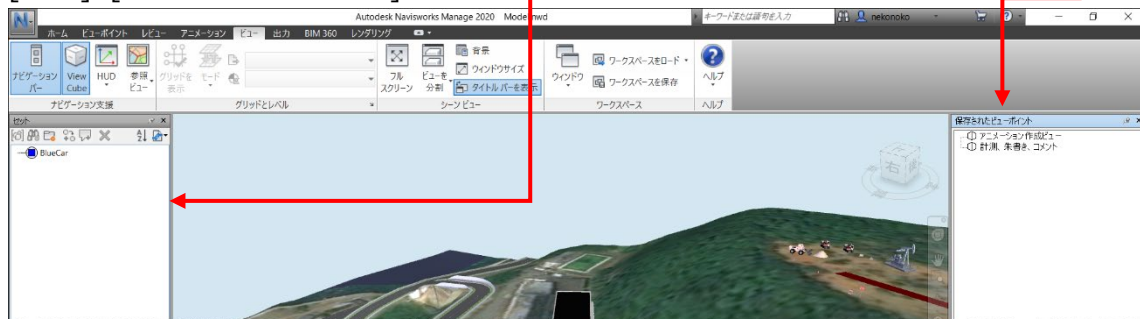 Autodesk Navisworks Manage 2020 Model.nwd
キーワードまたは語句を入力
nekonoko
ホーム ビューポイント レビュー アニメーション ビュー 出力 BIM 360 レンダリング
ナビゲーション バー
View Cube
HUD
参照 ビュー
グリッドを 表示
モード
フル スクリーン
ビューを 分割
背景
ウィンドウサイズ
タイトル バーを表示
ウィンドウ
ワークスペースをロード
ワークスペースを保存
ヘルプ
ナビゲーション支援 グリッドとレベル シーン ビュー ワークスペース ヘルプ
セット
保存されたビューポイント
BlueCar
アニメーション作成ビュー
計測、朱書き、コメント
右